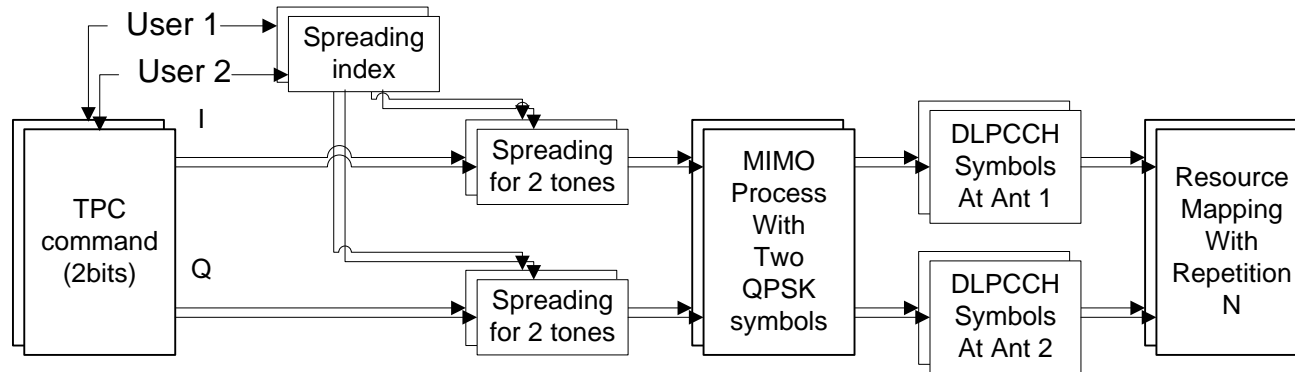 User 1
User 2
Spreading
index
I
Q
TPC
command
(2bits)
Spreading
for 2 tones
Spreading
for 2 tones
MIMO
Process
With
Two
QPSK
symbols
DLPCCH
Symbols
At Ant 1
DLPCCH
Symbols
At Ant 2
Resource
Mapping
With
Repetition
N